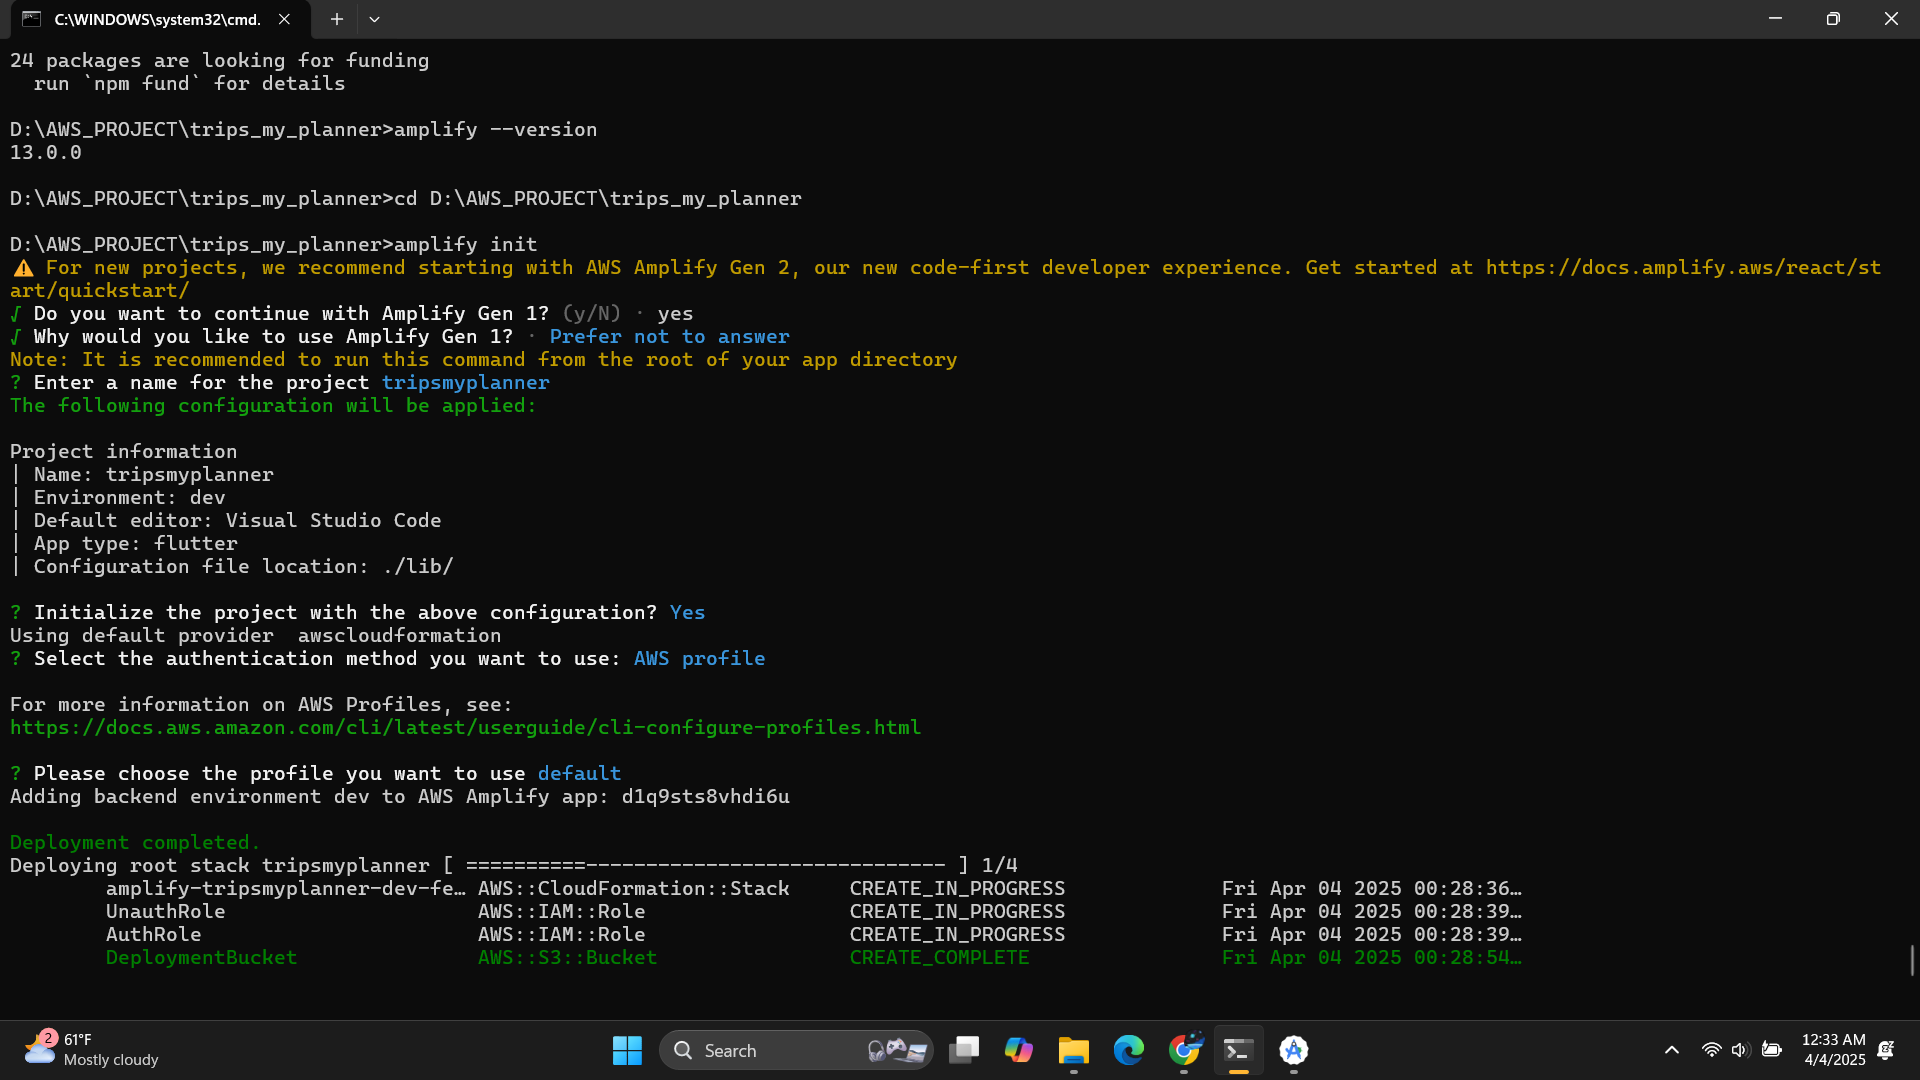 C:\WINDOWS\system32\cmd.
24 packages are looking for funding
run `npm fund` for details
D:\AWS_PROJECT\trips_my_planner>amplify --version
13.0.0
D:\AWS_PROJECT\trips_my_planner>cd D:\AWS_PROJECT\trips_my_planner
D:\AWS_PROJECT\trips_my_planner>amplify init
⚠ For new projects, we recommend starting with AWS Amplify Gen 2, our new code-first developer experience. Get started at https://docs.amplify.aws/react/st
art/quickstart/
√ Do you want to continue with Amplify Gen 1? (y/N) · yes
√ Why would you like to use Amplify Gen 1? · Prefer not to answer
Note: It is recommended to run this command from the root of your app directory
? Enter a name for the project tripsmyplanner
The following configuration will be applied:
Project information
| Name: tripsmyplanner
| Environment: dev
| Default editor: Visual Studio Code
| App type: flutter
| Configuration file location: ./lib/
? Initialize the project with the above configuration? Yes
Using default provider  awscloudformation
? Select the authentication method you want to use: AWS profile
For more information on AWS Profiles, see:
https://docs.aws.amazon.com/cli/latest/userguide/cli-configure-profiles.html
? Please choose the profile you want to use default
Adding backend environment dev to AWS Amplify app: d1q9sts8vhdi6u
Deployment completed.
Deploying root stack tripsmyplanner [ ==========------------------------------ ] 1/4
amplify-tripsmyplanner-dev-fe… AWS::CloudFormation::Stack CREATE_IN_PROGRESS Fri Apr 04 2025 00:28:36…
UnauthRole AWS::IAM::Role CREATE_IN_PROGRESS Fri Apr 04 2025 00:28:39…
AuthRole AWS::IAM::Role CREATE_IN_PROGRESS Fri Apr 04 2025 00:28:39…
DeploymentBucket AWS::S3::Bucket CREATE_COMPLETE Fri Apr 04 2025 00:28:54…
2
61°F
Mostly cloudy
Search
12:33 AM
4/4/2025